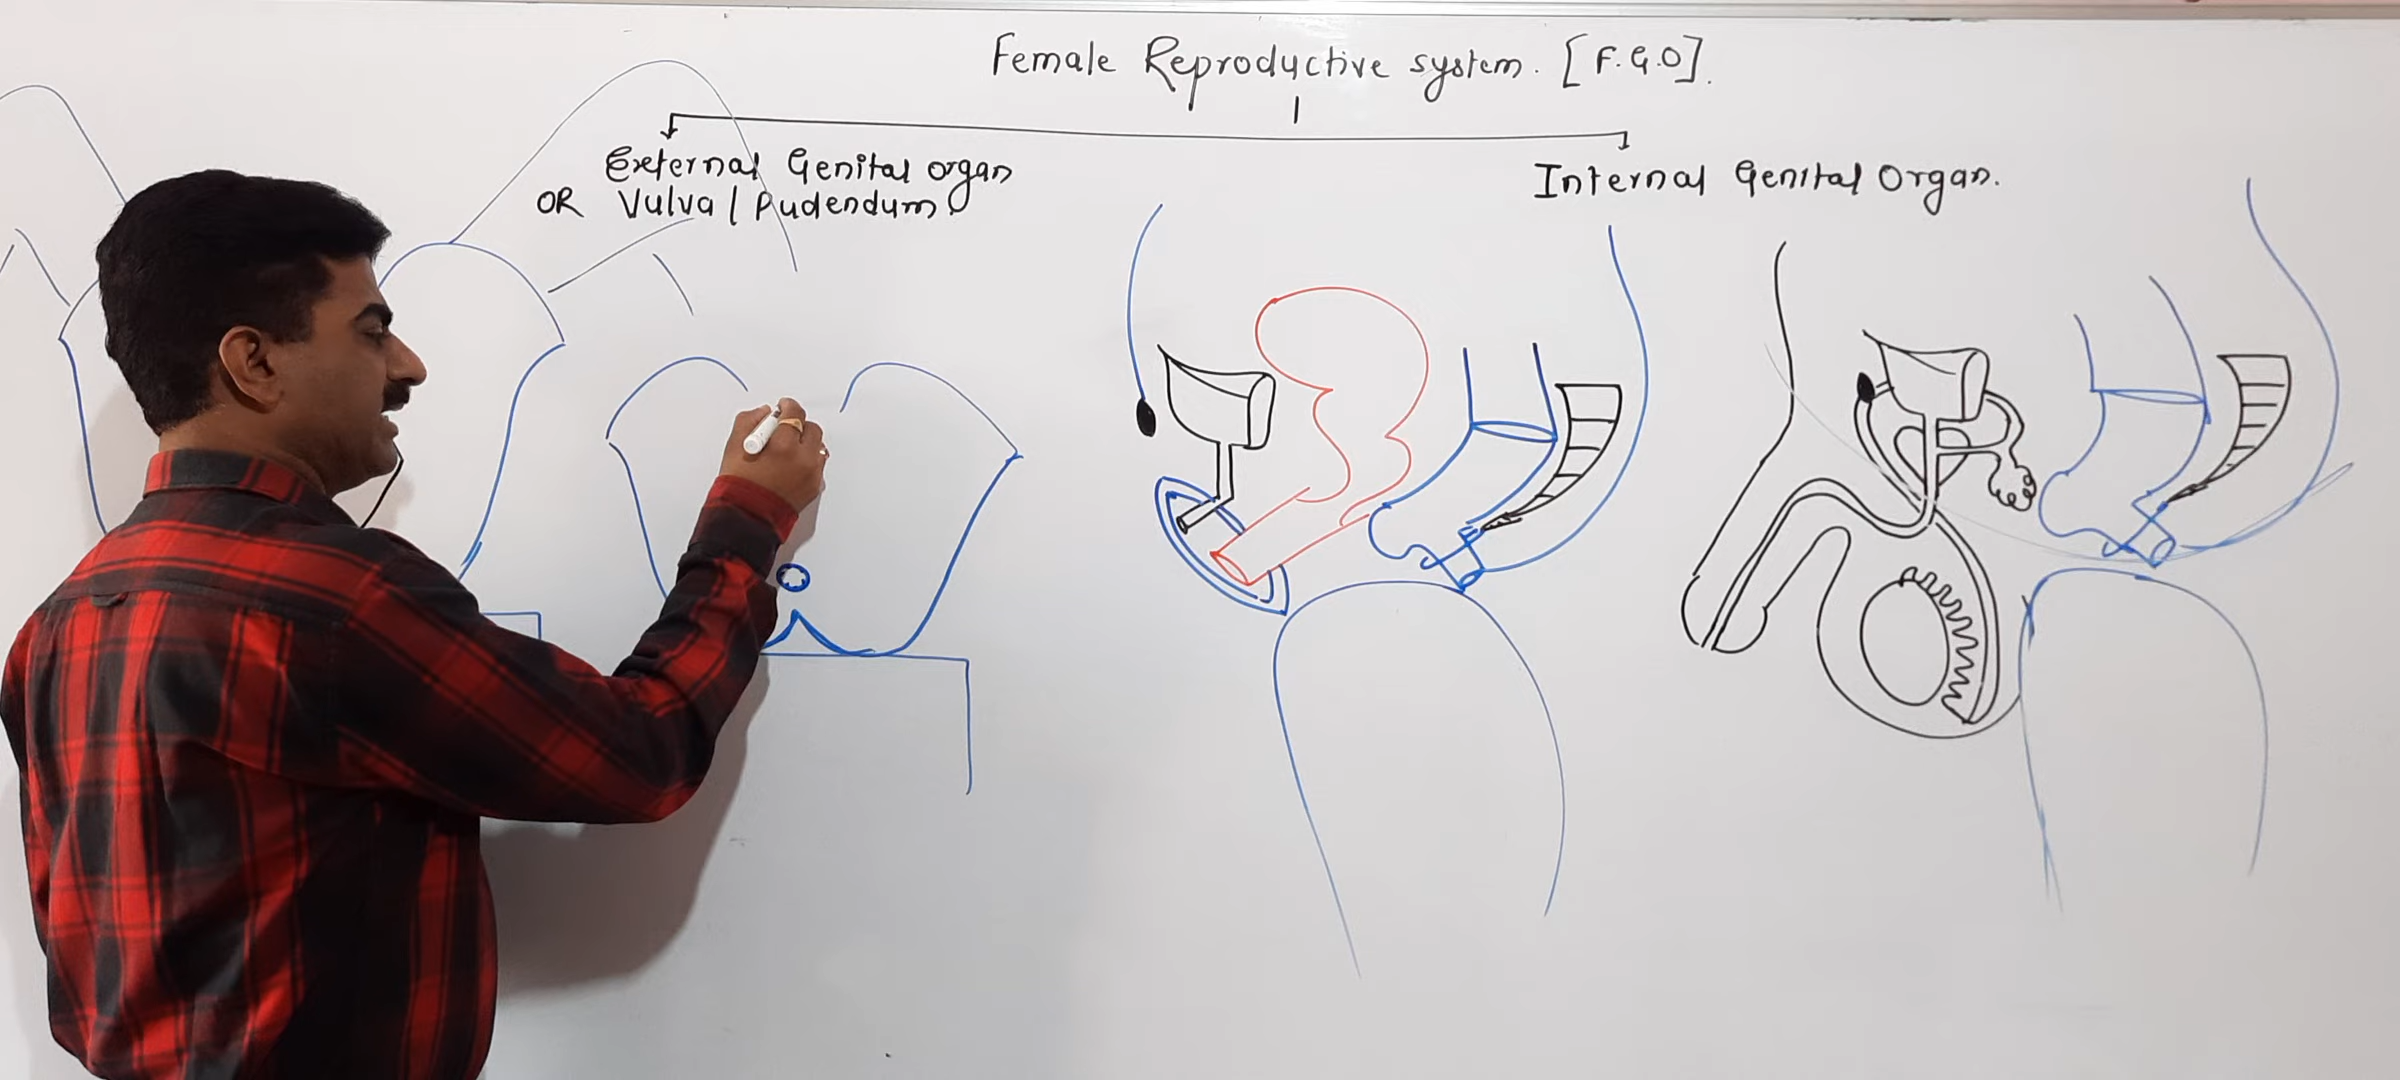 Female Reproductive system. [F.G.O].
External Genital organ
OR Vulva / Pudendum
Internal Genital Organ.